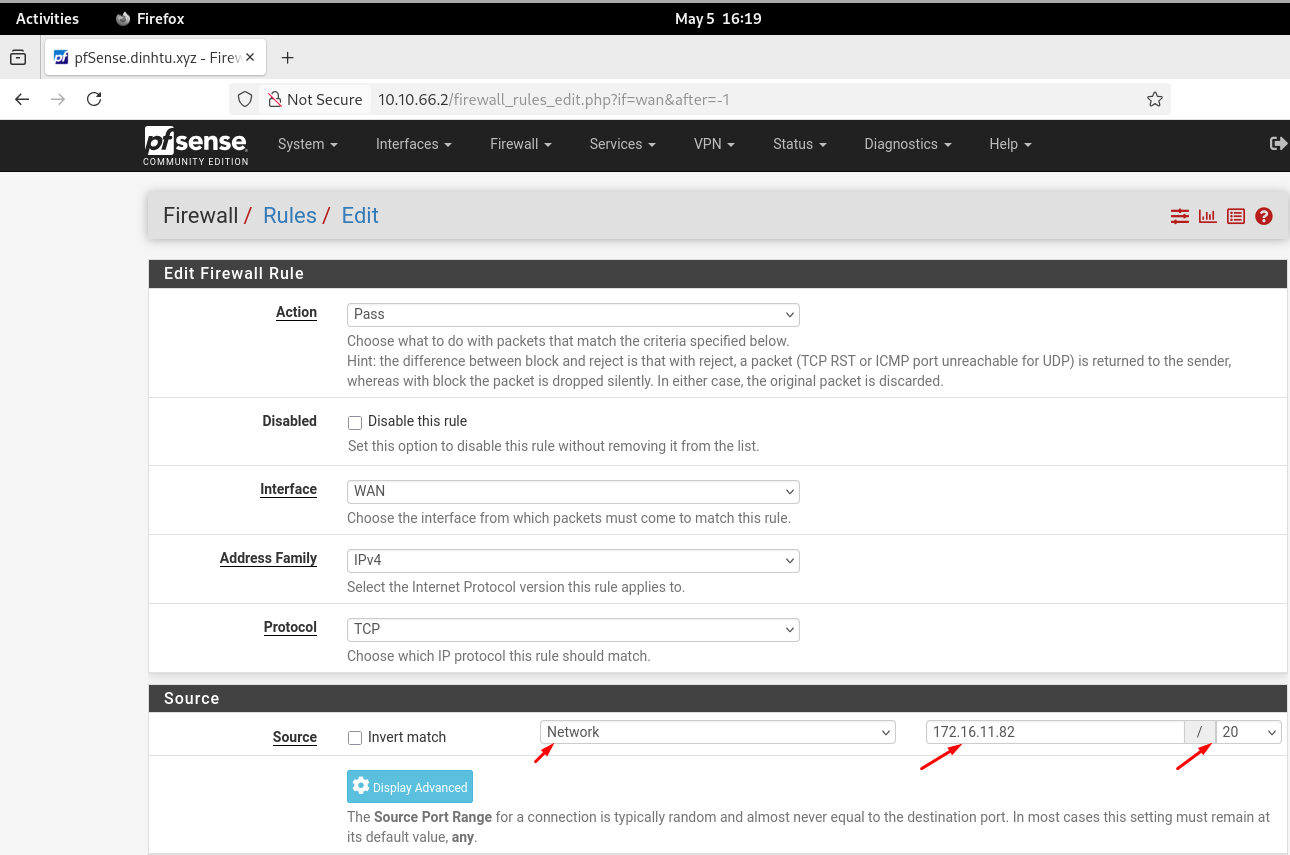 Activities Firefox May 5 16:19
pfSense.dinhtu.xyz - Firew
Not Secure 10.10.66.2/firewall_rules_edit.php?if=wan&after=-1
pfsense System Interfaces Firewall Services VPN Status Diagnostics Help
COMMUNITY EDITION
Firewall / Rules / Edit
Edit Firewall Rule
Action Pass
Choose what to do with packets that match the criteria specified below.
Hint: the difference between block and reject is that with reject, a packet (TCP RST or ICMP port unreachable for UDP) is returned to the sender,
whereas with block the packet is dropped silently. In either case, the original packet is discarded.
Disabled Disable this rule
Set this option to disable this rule without removing it from the list.
Interface WAN
Choose the interface from which packets must come to match this rule.
Address Family IPv4
Select the Internet Protocol version this rule applies to.
Protocol TCP
Choose which IP protocol this rule should match.
Source
Source Invert match Network 172.16.11.82 / 20
Display Advanced
The Source Port Range for a connection is typically random and almost never equal to the destination port. In most cases this setting must remain at
its default value, any.